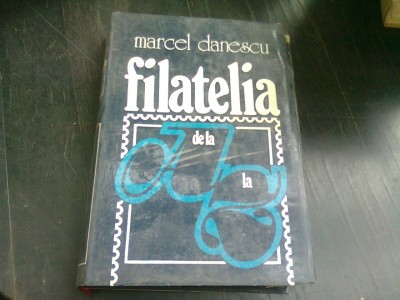 marcel danescu
filatelia
de la
a
la
z